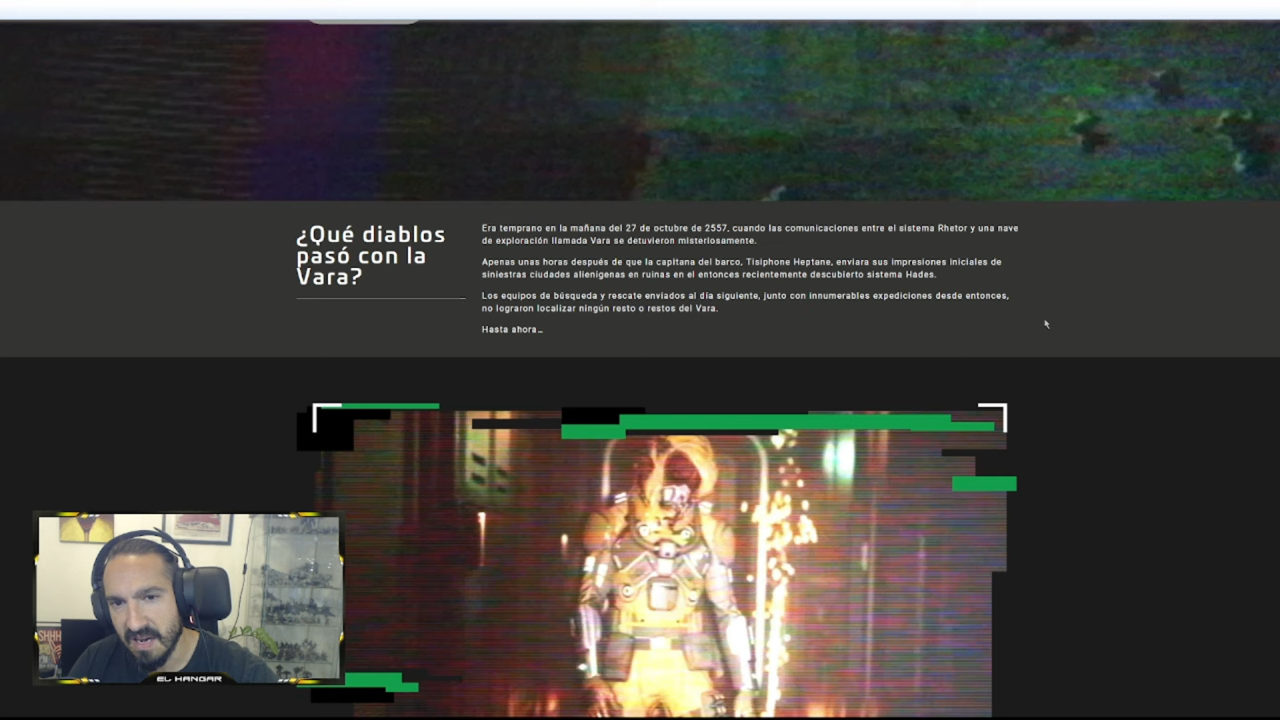 ¿Qué diablos
pasó con la
Vara?
Era temprano en la mañana del 27 de octubre de 2557, cuando las comunicaciones entre el sistema Rhetor y una nave
de exploración llamada Vara se detuvieron misteriosamente.
Apenas unas horas después de que la capitana del barco, Tisiphone Heptane, enviara sus impresiones iniciales de
siniestras ciudades alienígenas en ruinas en el entonces recientemente descubierto sistema Hades.
Los equipos de búsqueda y rescate enviados al día siguiente, junto con innumerables expediciones desde entonces,
no lograron localizar ningún resto o restos del Vara.
Hasta ahora…
SHHH
EL HANGAR